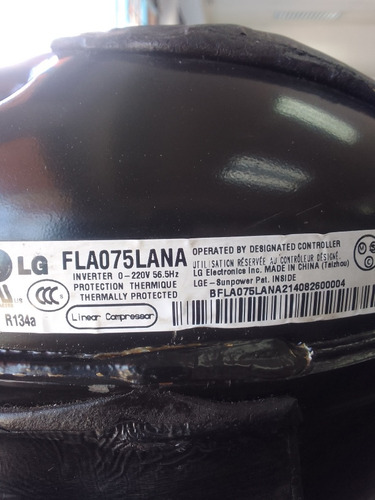 LG FLA075LANA
INVERTER 0-220V 56.5Hz
PROTECTION THERMIQUE
THERMALLY PROTECTED
R134a
Linear Compressor
OPERATED BY DESIGNATED CONTROLLER
UTILISATION RÉSERVÉE AU CONTRÔLEUR DÉSIGNÉ.
LG Electronics Inc. MADE IN CHINA (Taizhou)
LGE-Sunpower Pat. INSIDE
BFLA075LANA214082600004